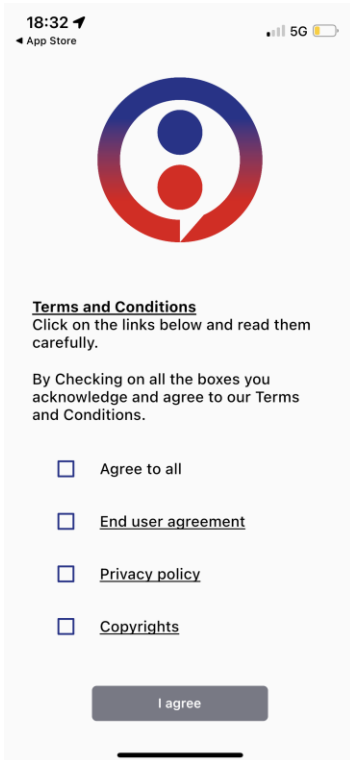 18:32
5G
◀ App Store
Terms and Conditions
Click on the links below and read them
carefully.
By Checking on all the boxes you
acknowledge and agree to our Terms
and Conditions.
Agree to all
End user agreement
Privacy policy
Copyrights
I agree